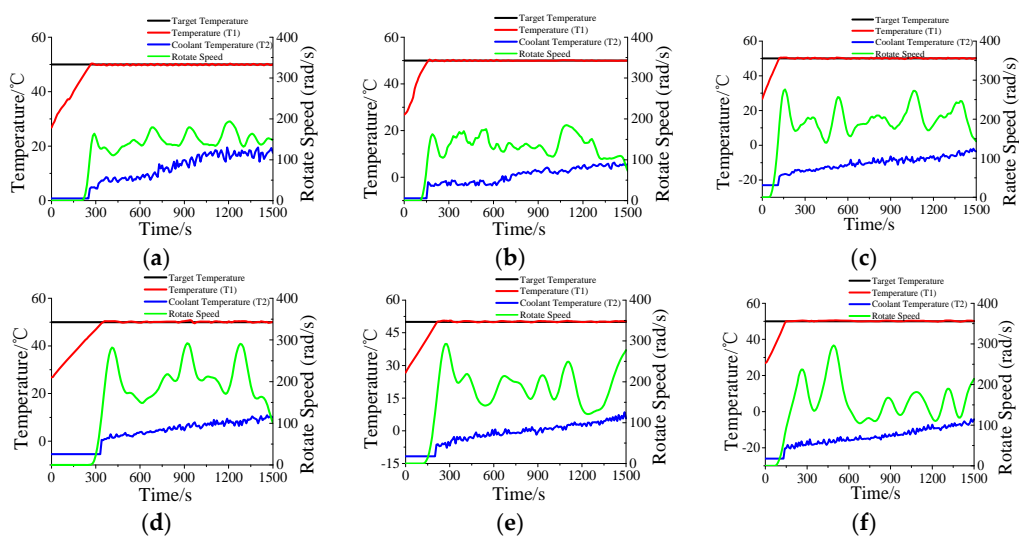 Target Temperature
Temperature (T1)
Coolant Temperature (T2)
Rotate Speed
Temperature/℃
60
40
20
0
400
300
200
100
0
Rotate Speed (rad/s)
0 300 600 900 1200 1500
Time/s
(a)
Target Temperature
Temperature (T1)
Coolant Temperature (T2)
Rotate Speed
Temperature/℃
60
40
20
0
400
300
200
100
0
Rotate Speed (rad/s)
0 300 600 900 1200 1500
Time/s
(b)
Target Temperature
Temperature (T1)
Coolant Temperature (T2)
Rotate Speed
Temperature/℃
60
40
20
0
-20
400
300
200
100
0
Ratete Speed (rad/s)
0 300 600 900 1200 1500
Time/s
(c)
Target Temperature
Temperature (T1)
Coolant Temperature (T2)
Rotate Speed
Temperature/℃
60
40
20
0
400
300
200
100
0
Rotate Speed (rad/s)
0 300 600 900 1200 1500
Time/s
(d)
Target Temperature
Temperature (T1)
Coolant Temperature (T2)
Rotate Speed
Temperature/℃
60
45
30
15
0
-15
400
300
200
100
0
Rotate Speed (rad/s)
0 300 600 900 1200 1500
Time/s
(e)
Target Temperature
Temperature (T1)
Coolant Temperature (T2)
Rotate Speed
Temperature/℃
60
40
20
0
-20
400
300
200
100
0
Rotate Speed (rad/s)
0 300 600 900 1200 1500
Time/s
(f)